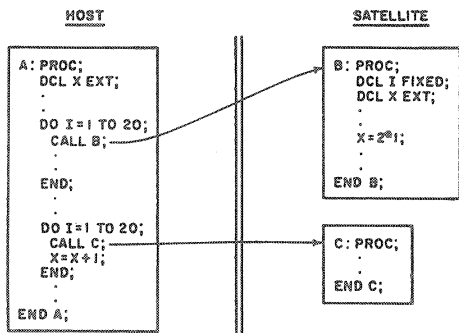 HOST
A: PROC;
DCL X EXT;
.
.
DO I=1 TO 20;
CALL B;
.
.
END;
.
.
DO I=1 TO 20;
CALL C;
X=X+1;
END;
.
.
END A;
SATELLITE
B: PROC;
DCL I FIXED;
DCL X EXT;
.
.
X=2*1;
.
.
END B;
C: PROC;
.
.
END C;